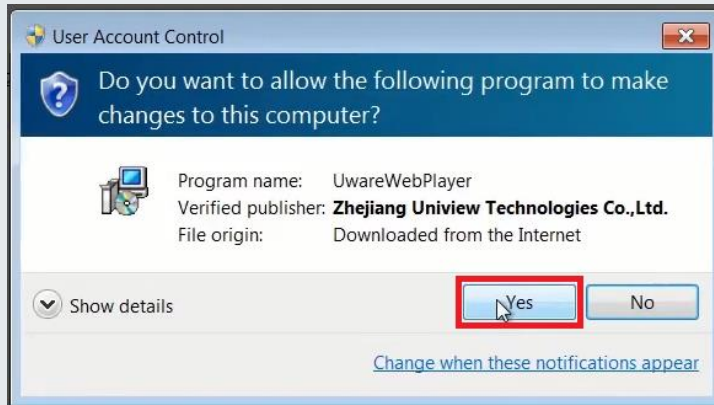 User Account Control
Do you want to allow the following program to make
changes to this computer?
Program name: UwareWebPlayer
Verified publisher: Zhejiang Uniview Technologies Co.,Ltd.
File origin: Downloaded from the Internet
Show details
Yes
No
Change when these notifications appear